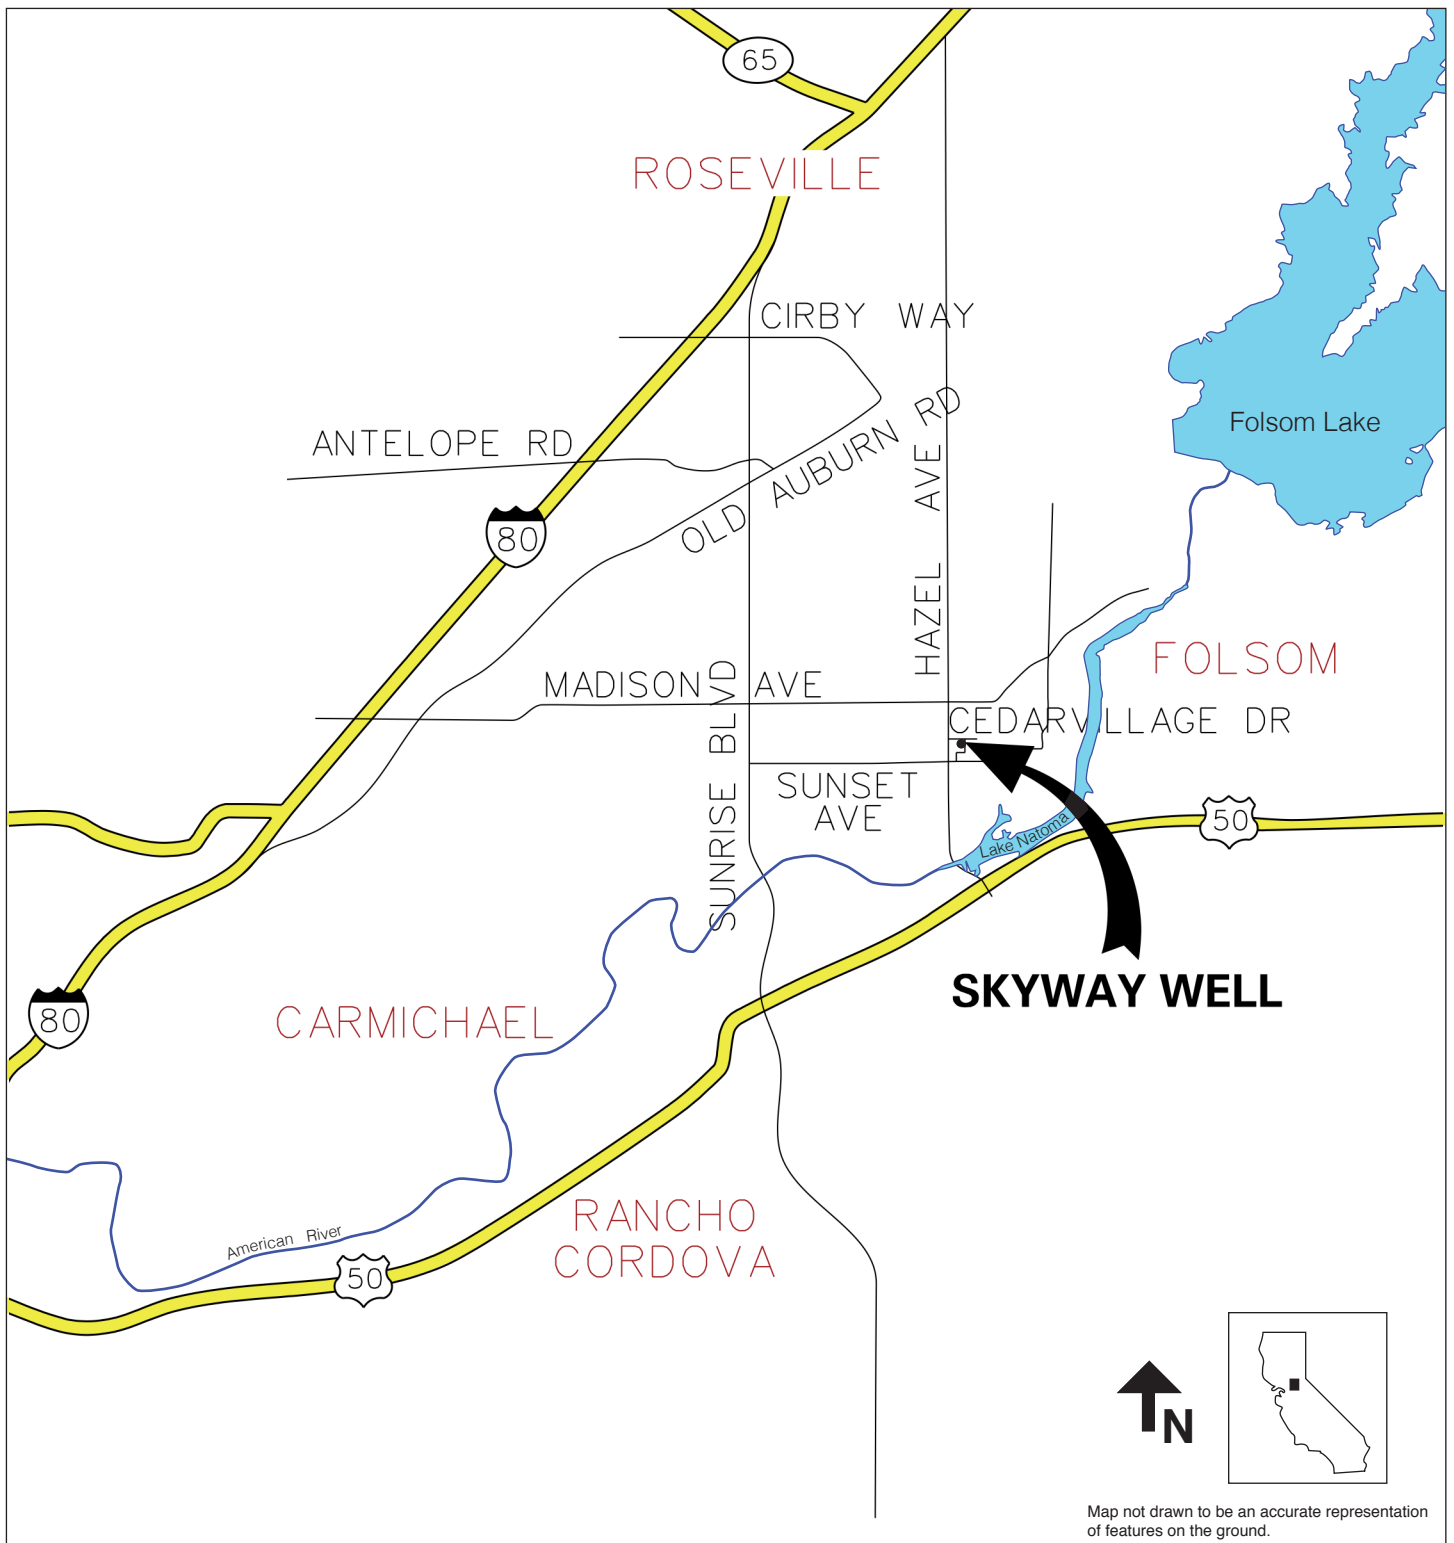 65
ROSEVILLE
CIRBY WAY
ANTELOPE RD
OLD AUBURN RD
HAZEL AVE
Folsom Lake
80
FOLSOM
MADISON AVE
SUNRISE BLVD
CEDARVILLAGE DR
SUNSET
AVE
Lake Natoma
50
SKYWAY WELL
80
CARMICHAEL
American River
RANCHO
CORDOVA
50
N
Map not drawn to be an accurate representation
of features on the ground.